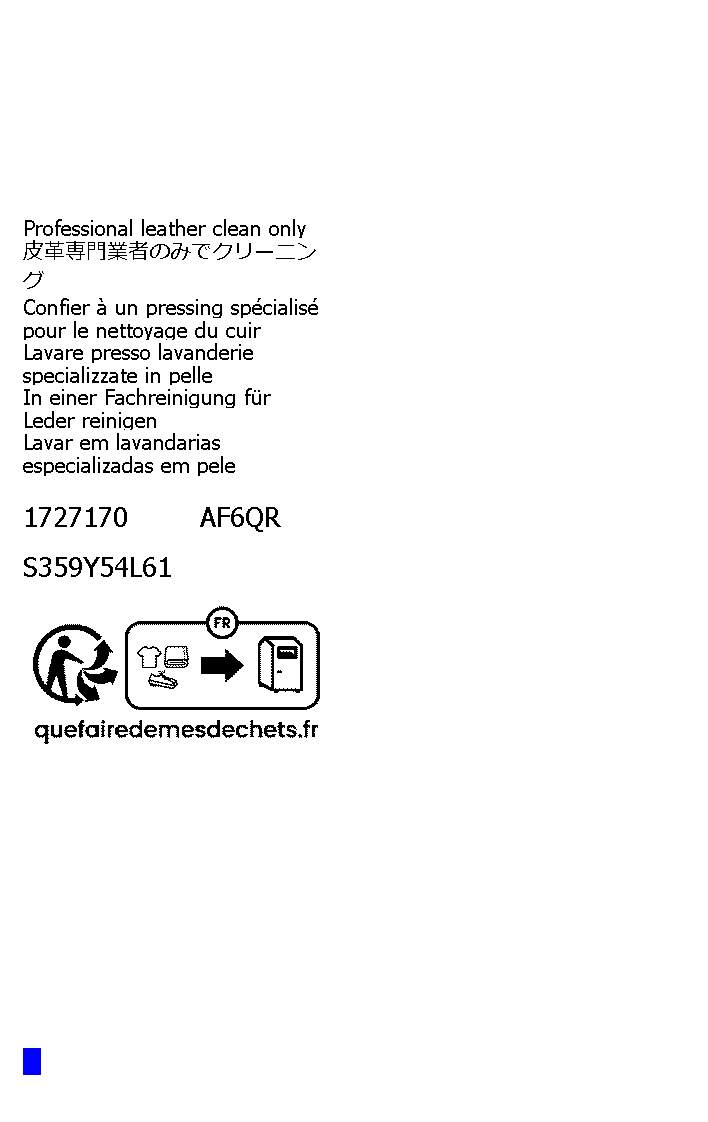 Professional leather clean only
皮革専門業者のみでクリーニン
グ
Confier à un pressing spécialisé
pour le nettoyage du cuir
Lavare presso lavanderie
specializzate in pelle
In einer Fachreinigung für
Leder reinigen
Lavar em lavandarias
especializadas em pele
1727170 AF6QR
S359Y54L61
FR
quefairedemesdechets.fr